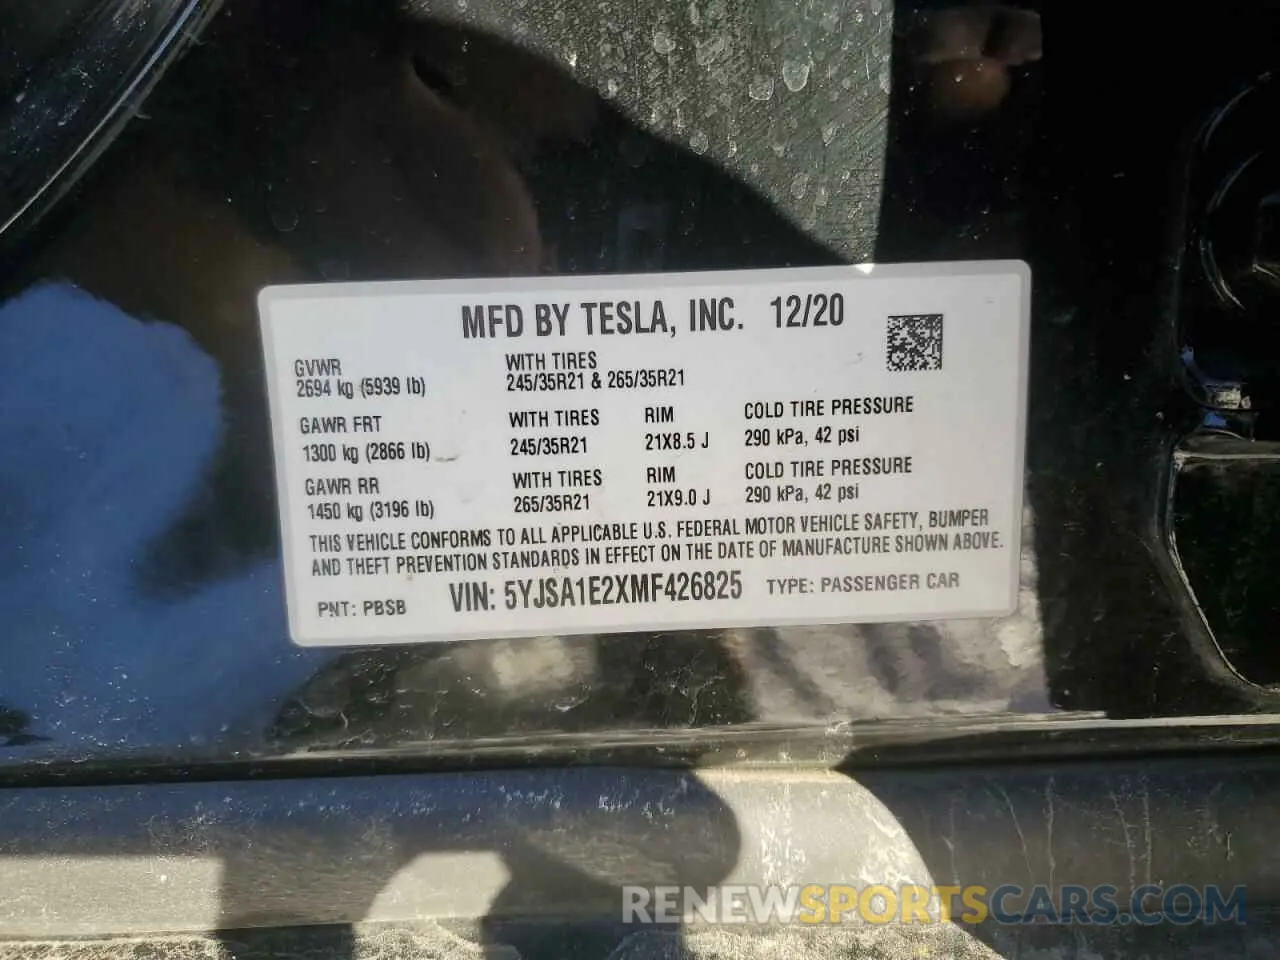 MFD BY TESLA, INC. 12/20
GVWR WITH TIRES
2694 kg (5939 lb) 245/35R21 & 265/35R21
GAWR FRT WITH TIRES RIM COLD TIRE PRESSURE
1300 kg (2866 lb) 245/35R21 21X8.5 J 290 kPa, 42 psi
GAWR RR WITH TIRES RIM COLD TIRE PRESSURE
1450 kg (3196 lb) 265/35R21 21X9.0 J 290 kPa, 42 psi
THIS VEHICLE CONFORMS TO ALL APPLICABLE U.S. FEDERAL MOTOR VEHICLE SAFETY, BUMPER
AND THEFT PREVENTION STANDARDS IN EFFECT ON THE DATE OF MANUFACTURE SHOWN ABOVE.
PNT: PBSB VIN: 5YJSA1E2XMF426825 TYPE: PASSENGER CAR
RENEWSPORTSCARS.COM